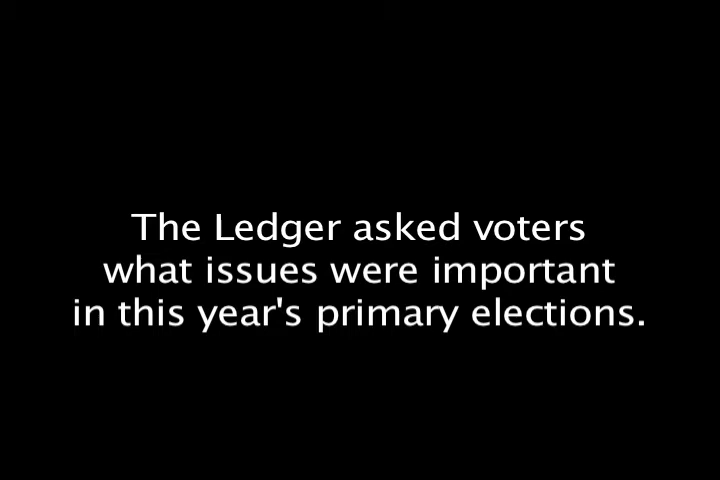 The Ledger asked voters
what issues were important
in this year's primary elections.